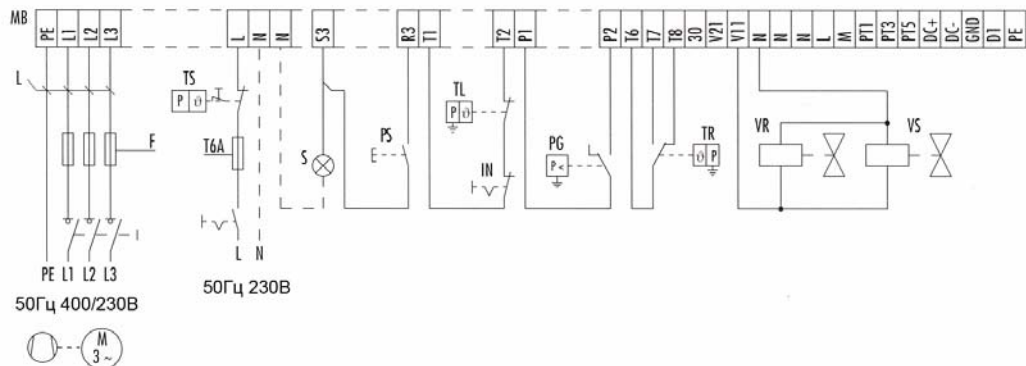 MB PE L1 L2 L3 L N N S3 R3 T1 T2 P1 P2 T6 T7 T8 30 V21 V11 N N N L M PT1 PT3 PT5 DC+ DC- GND D1 PE
L
TS
P ϑ
TL
P ϑ
F
T6A
S
PS
IN
PG
P<
TR
ϑ P
VR
VS
PE L1 L2 L3
L N
50Гц 400/230В
50Гц 230В
M
3 ~